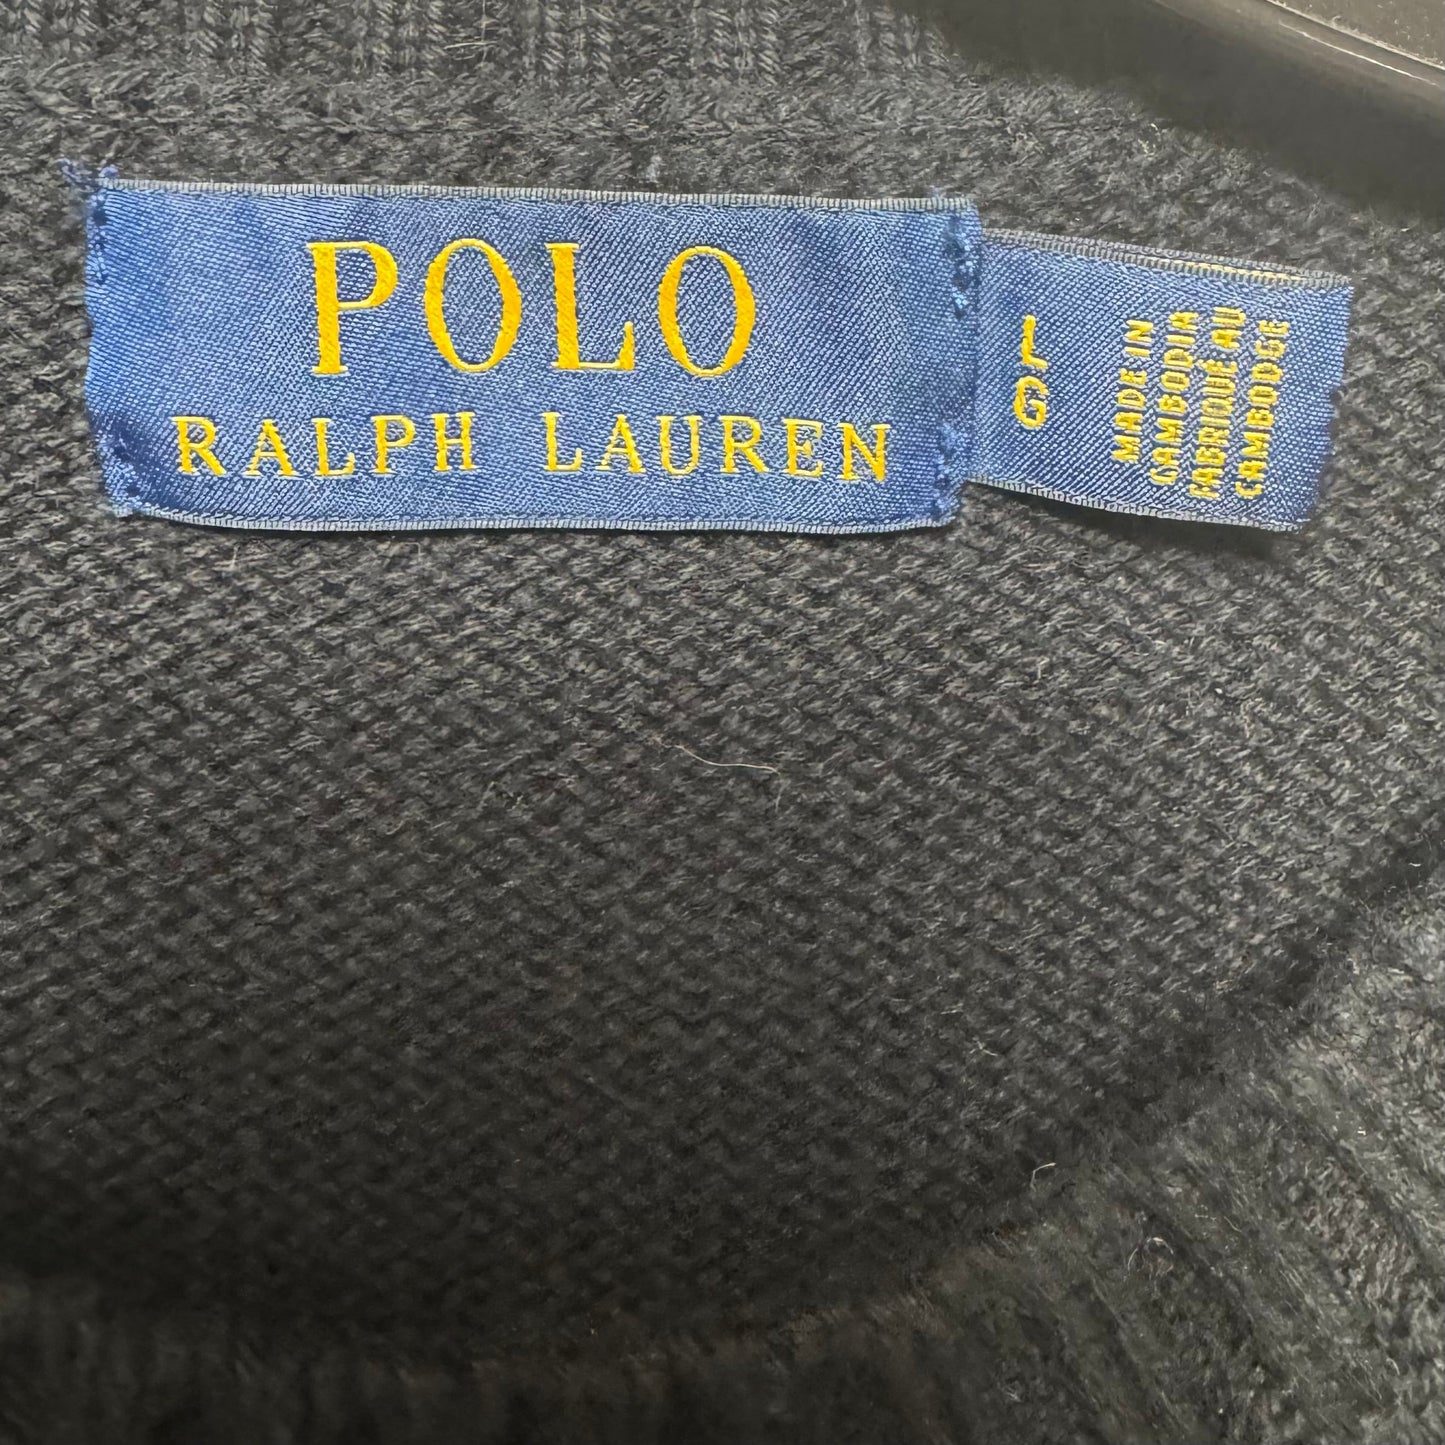 POLO
RALPH LAUREN
L
G
MADE IN
CAMBODIA
FABRIQUÉ AU
CAMBODGE